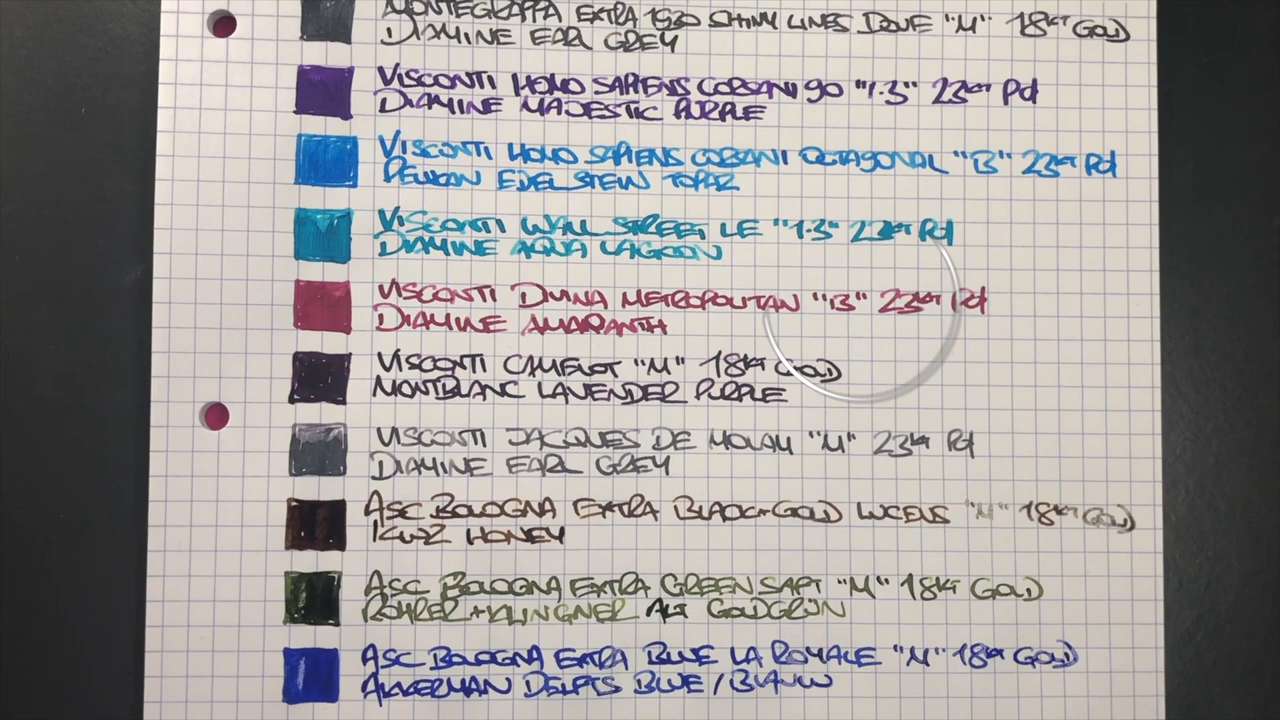 MONTEGRAPPA EXTRA 1930 SHINY LINES "M" 18KT GOLD
DIAMINE EARL GREY
VISCONTI HOMO SAPIENS CORSANI 90 "1.3" 23KT Pd
DIAMINE MAJESTIC PURPLE
VISCONTI HOMO SAPIENS CORSANI OCTAGONAL "B" 23KT Pd
PELIKAN EDELSTEIN TOPAZ
VISCONTI WALL STREET LE "1.3" 23KT Pd
DIAMINE AQUA LAGOON
VISCONTI DIVINA METROPOLITAN "B" 23KT Pd
DIAMINE AMARANTH
VISCONTI CAMELOT "M" 18KT GOLD
MONTBLANC LAVENDER PURPLE
VISCONTI JACQUES DE MOLAY "M" 23KT Pd
DIAMINE EARL GREY
ASC BOLOGNA EXTRA BLACK+GOLD LUCENS "M" 18KT GOLD
KWZ HONEY
ASC BOLOGNA EXTRA GREEN SAFT "M" 18KT GOLD
ROHRER+KLINGNER ALT GOLDGRÜN
ASC BOLOGNA EXTRA BLUE LA ROYALE "M" 18KT GOLD
AKKERMAN DELFTS BLUE / BLAUW